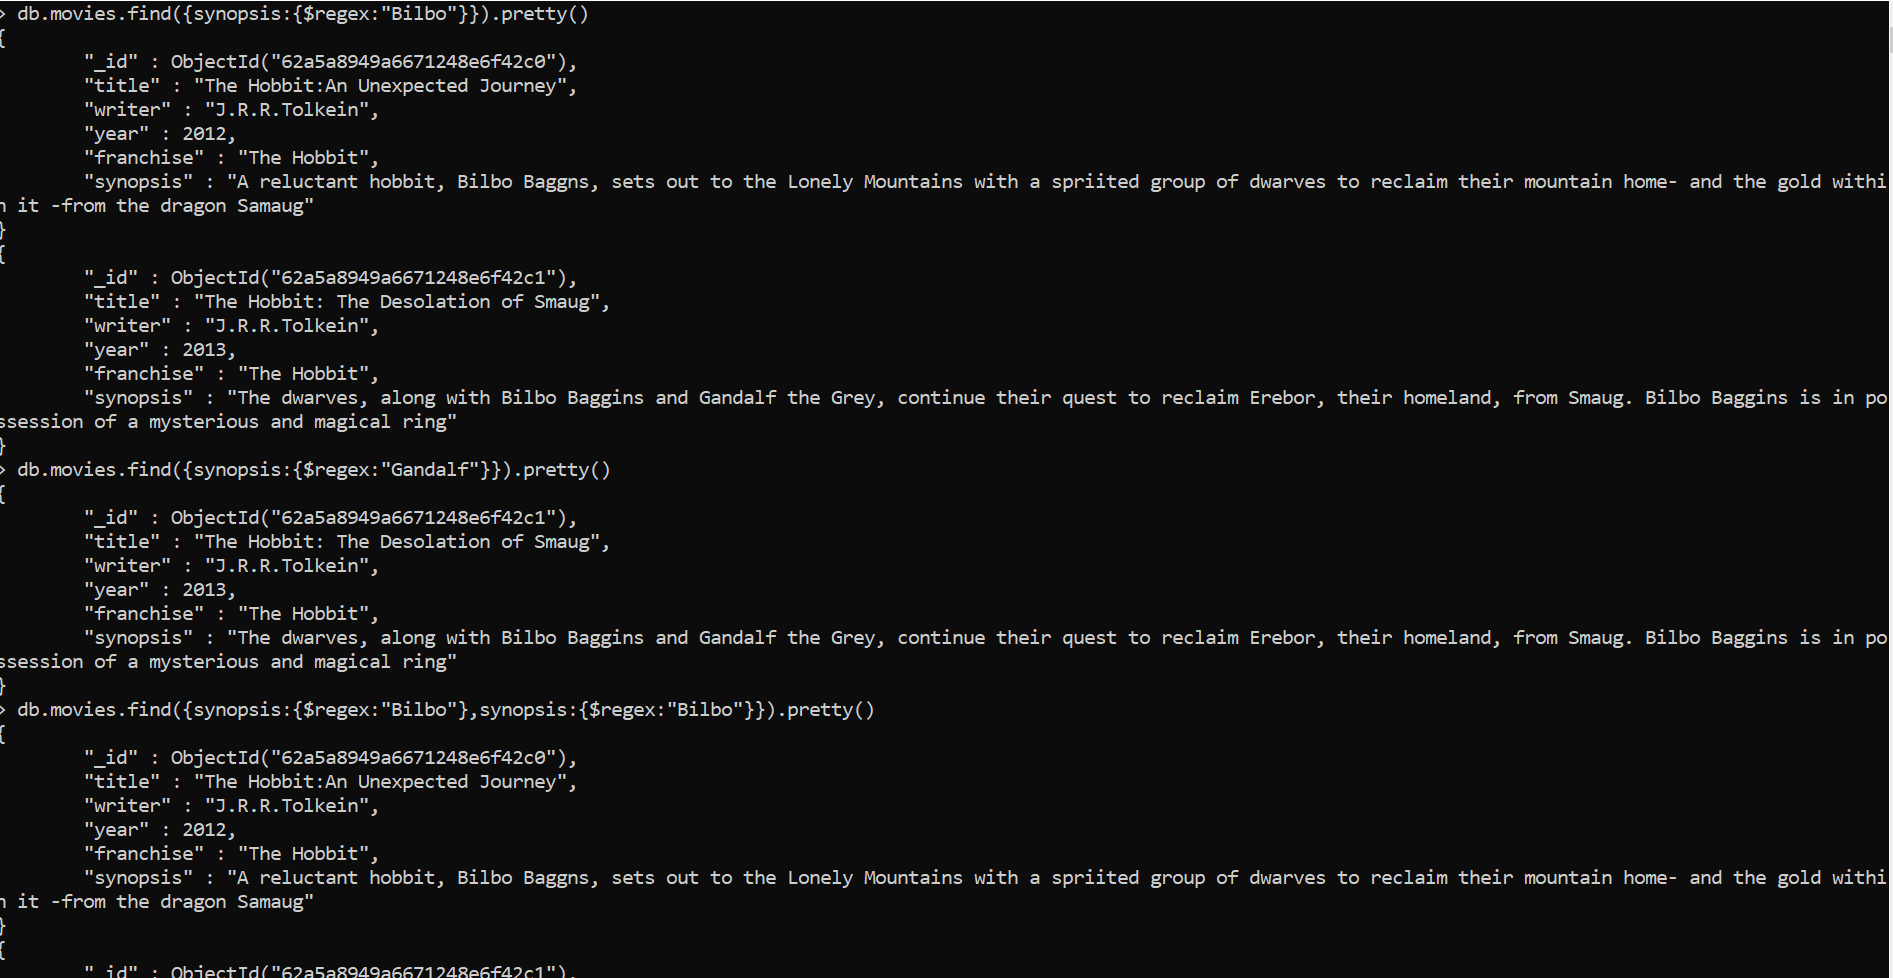 > db.movies.find({synopsis:{$regex:"Bilbo"}}).pretty()
{
"_id" : ObjectId("62a5a8949a6671248e6f42c0"),
"title" : "The Hobbit:An Unexpected Journey",
"writer" : "J.R.R.Tolkein",
"year" : 2012,
"franchise" : "The Hobbit",
"synopsis" : "A reluctant hobbit, Bilbo Baggns, sets out to the Lonely Mountains with a spriited group of dwarves to reclaim their mountain home- and the gold withi
n it -from the dragon Samaug"
}
{
"_id" : ObjectId("62a5a8949a6671248e6f42c1"),
"title" : "The Hobbit: The Desolation of Smaug",
"writer" : "J.R.R.Tolkein",
"year" : 2013,
"franchise" : "The Hobbit",
"synopsis" : "The dwarves, along with Bilbo Baggins and Gandalf the Grey, continue their quest to reclaim Erebor, their homeland, from Smaug. Bilbo Baggins is in po
ssession of a mysterious and magical ring"
}
> db.movies.find({synopsis:{$regex:"Gandalf"}}).pretty()
{
"_id" : ObjectId("62a5a8949a6671248e6f42c1"),
"title" : "The Hobbit: The Desolation of Smaug",
"writer" : "J.R.R.Tolkein",
"year" : 2013,
"franchise" : "The Hobbit",
"synopsis" : "The dwarves, along with Bilbo Baggins and Gandalf the Grey, continue their quest to reclaim Erebor, their homeland, from Smaug. Bilbo Baggins is in po
ssession of a mysterious and magical ring"
}
> db.movies.find({synopsis:{$regex:"Bilbo"},synopsis:{$regex:"Bilbo"}}).pretty()
{
"_id" : ObjectId("62a5a8949a6671248e6f42c0"),
"title" : "The Hobbit:An Unexpected Journey",
"writer" : "J.R.R.Tolkein",
"year" : 2012,
"franchise" : "The Hobbit",
"synopsis" : "A reluctant hobbit, Bilbo Baggns, sets out to the Lonely Mountains with a spriited group of dwarves to reclaim their mountain home- and the gold withi
n it -from the dragon Samaug"
}
{
"_id" : ObjectId("62a5a8949a6671248e6f42c1"),